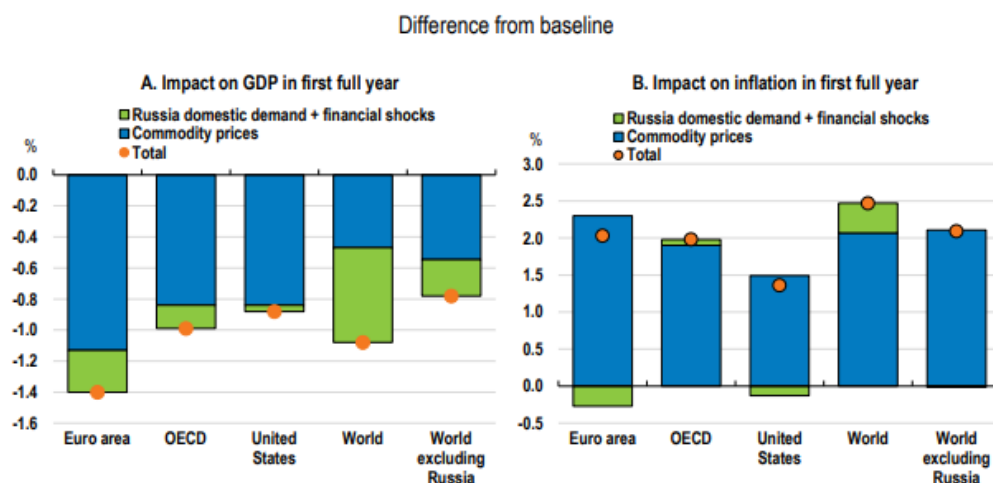 Difference from baseline
A. Impact on GDP in first full year
Russia domestic demand + financial shocks
Commodity prices
Total
%
0.0
-0.2
-0.4
-0.6
-0.8
-1.0
-1.2
-1.4
-1.6
Euro area
OECD
United
States
World
World
excluding
Russia
B. Impact on inflation in first full year
Russia domestic demand + financial shocks
Commodity prices
Total
%
3.0
2.5
2.0
1.5
1.0
0.5
0.0
-0.5
Euro area
OECD
United
States
World
World
excluding
Russia